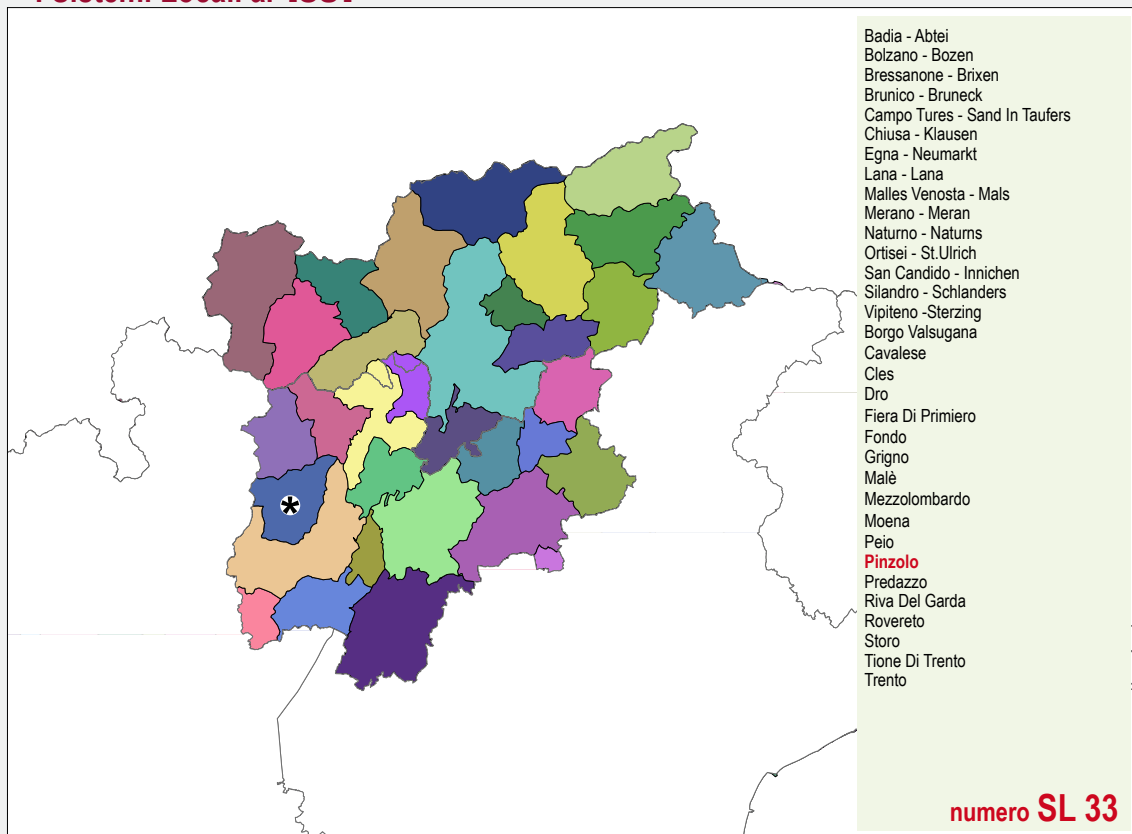 Badia - Abtei
Bolzano - Bozen
Bressanone - Brixen
Brunico - Bruneck
Campo Tures - Sand In Taufers
Chiusa - Klausen
Egna - Neumarkt
Lana - Lana
Malles Venosta - Mals
Merano - Meran
Naturno - Naturns
Ortisei - St.Ulrich
San Candido - Innichen
Silandro - Schlanders
Vipiteno -Sterzing
Borgo Valsugana
Cavalese
Cles
Dro
Fiera Di Primiero
Fondo
Grigno
Malè
Mezzolombardo
Moena
Peio
Pinzolo
Predazzo
Riva Del Garda
Rovereto
Storo
Tione Di Trento
Trento
numero SL 33